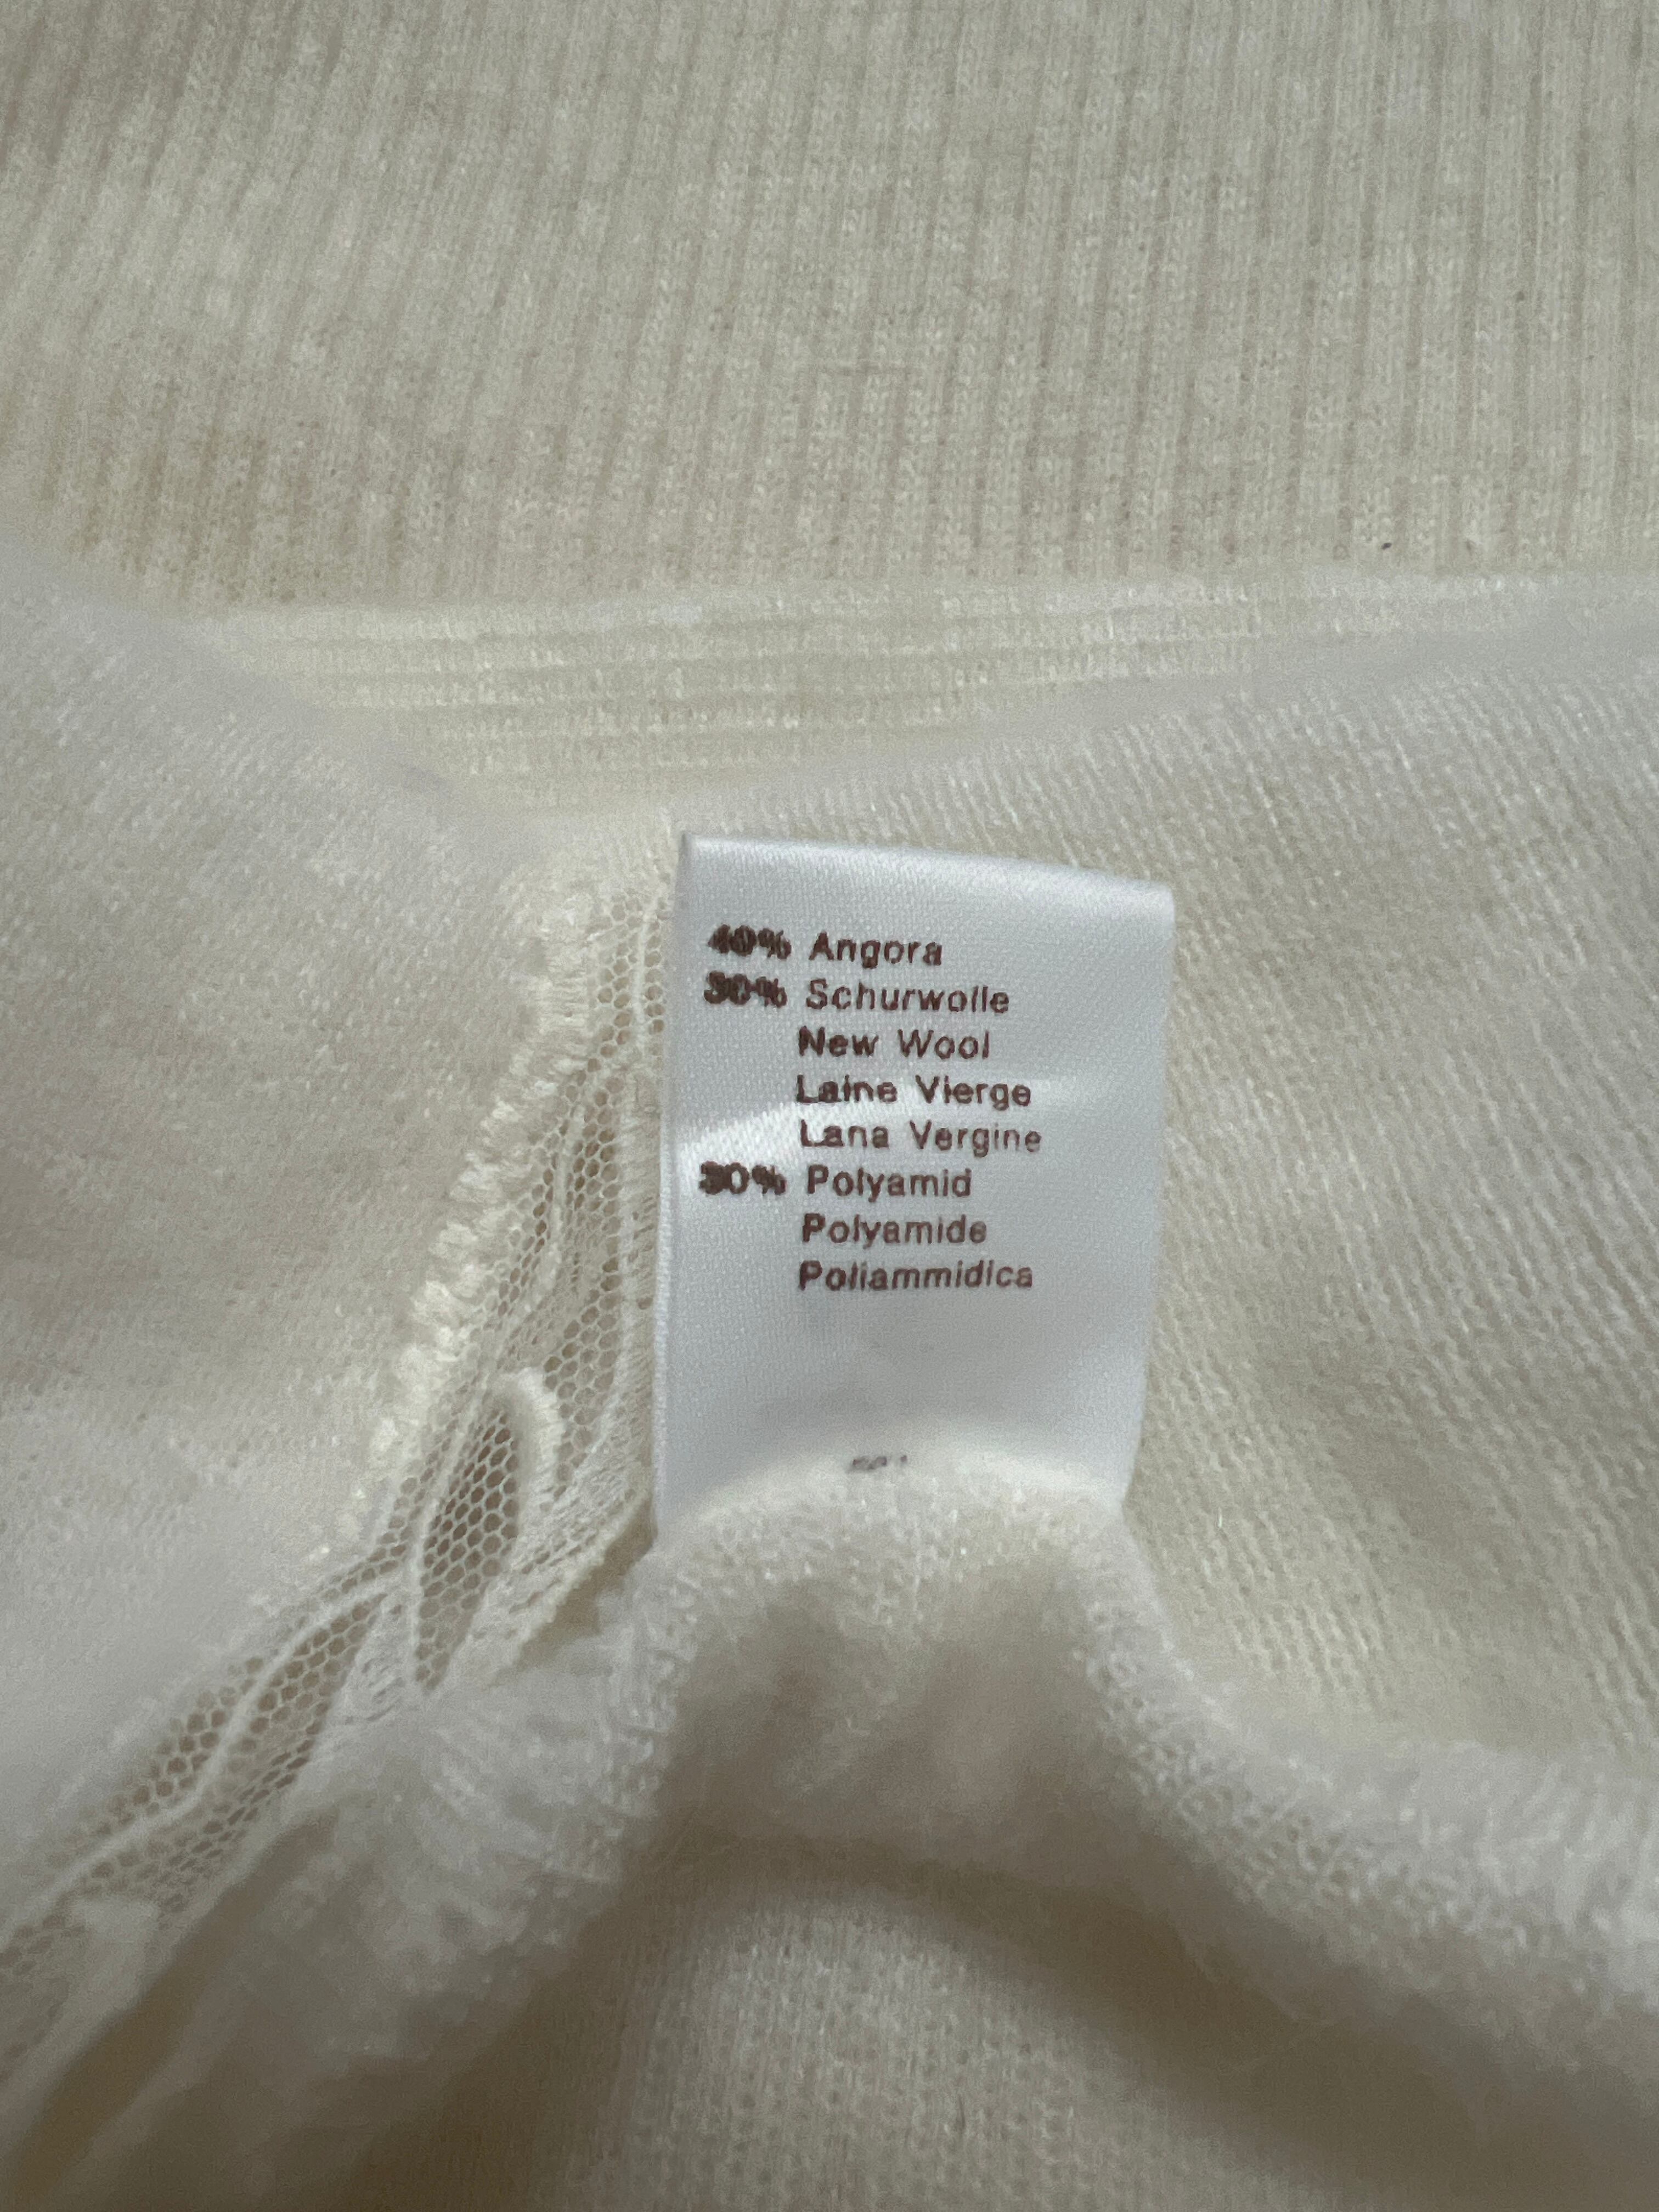 40% Angora
30% Schurwolle
New Wool
Laine Vierge
Lana Vergine
30% Polyamid
Polyamide
Poliammidica